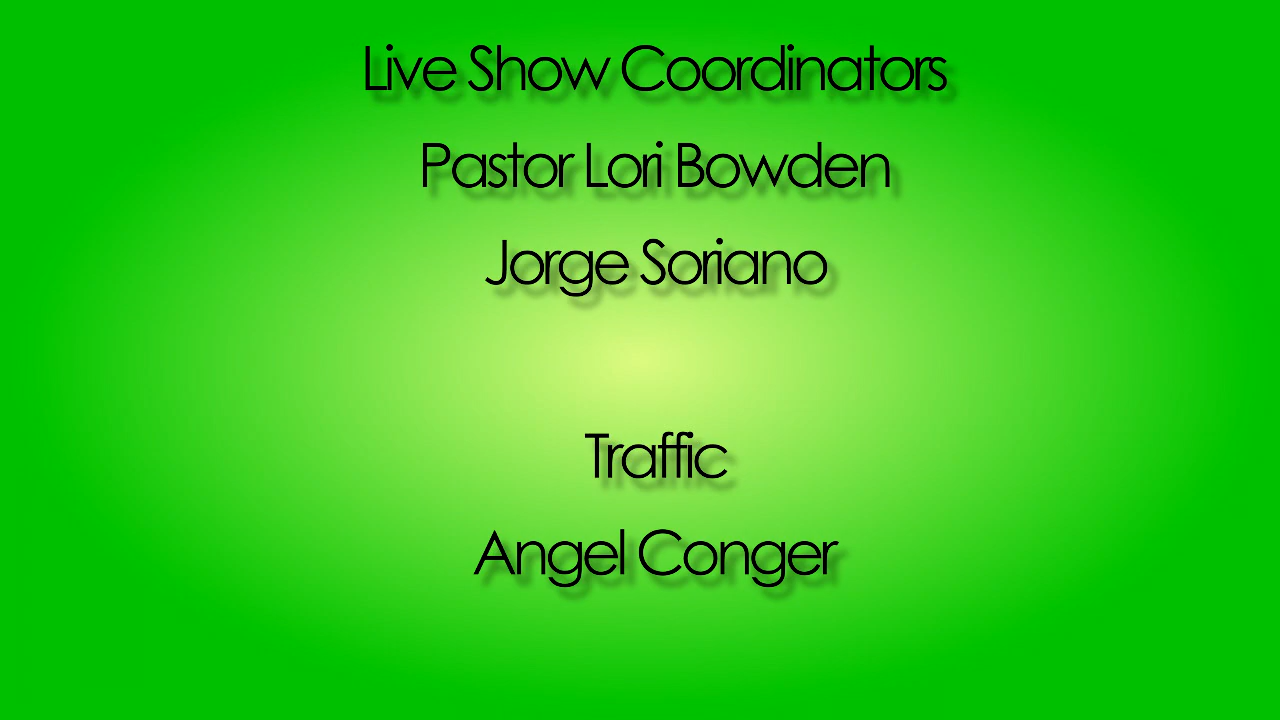 Live Show Coordinators
Pastor Lori Bowden
Jorge Soriano
Traffic
Angel Conger